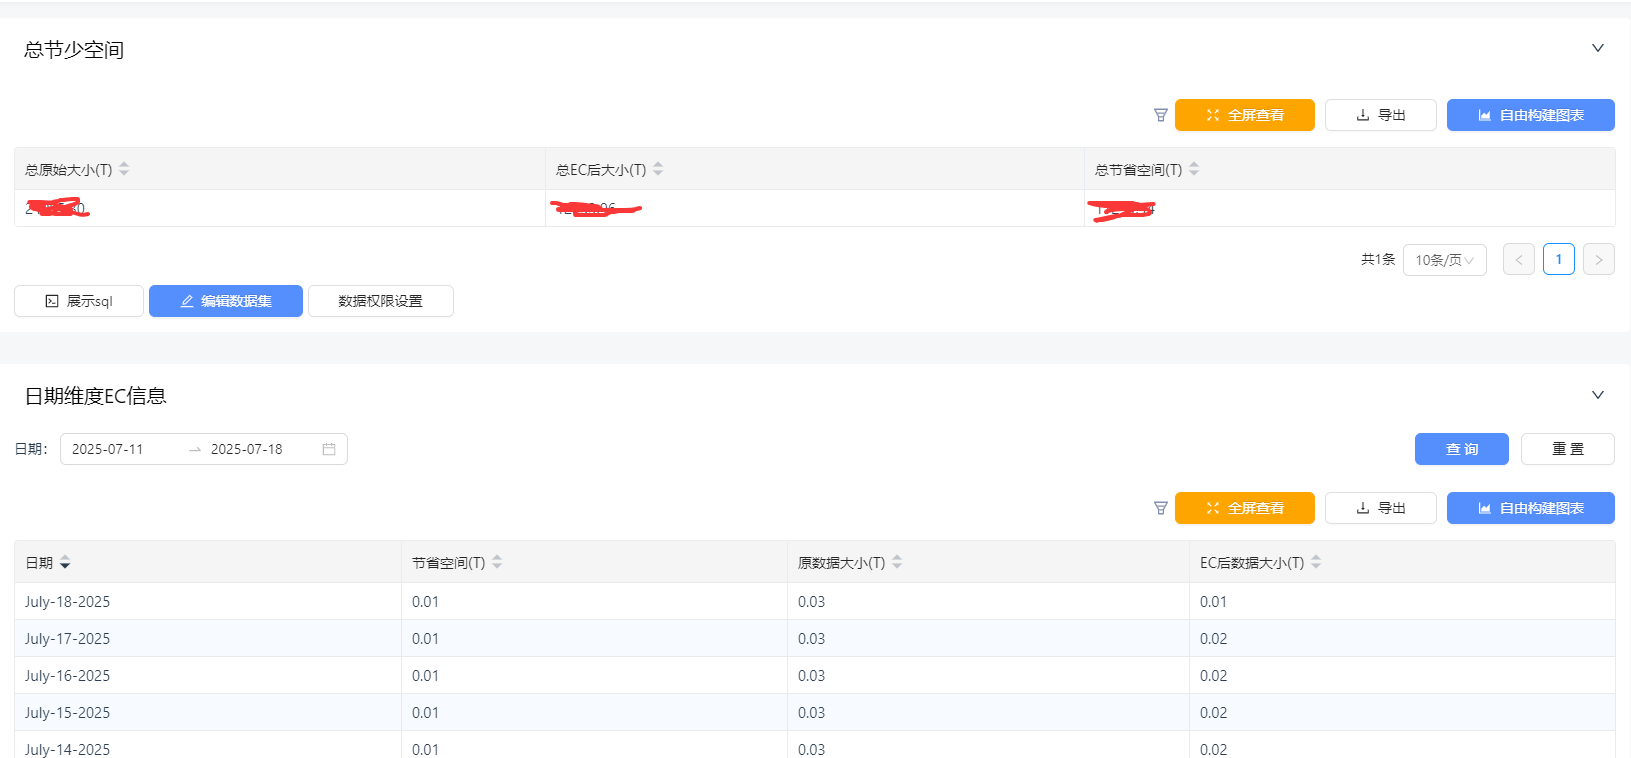 总节少空间
全屏查看 导出 自由构建图表
总原始大小(T) 总EC后大小(T) 总节省空间(T)
共1条 10条/页 1
展示sql 编辑数据集 数据权限设置
日期维度EC信息
日期: 2025-07-11 2025-07-18 查 询 重 置
全屏查看 导出 自由构建图表
日期 节省空间(T) 原数据大小(T) EC后数据大小(T)
July-18-2025 0.01 0.03 0.01
July-17-2025 0.01 0.03 0.02
July-16-2025 0.01 0.03 0.02
July-15-2025 0.01 0.03 0.02
July-14-2025 0.01 0.03 0.02